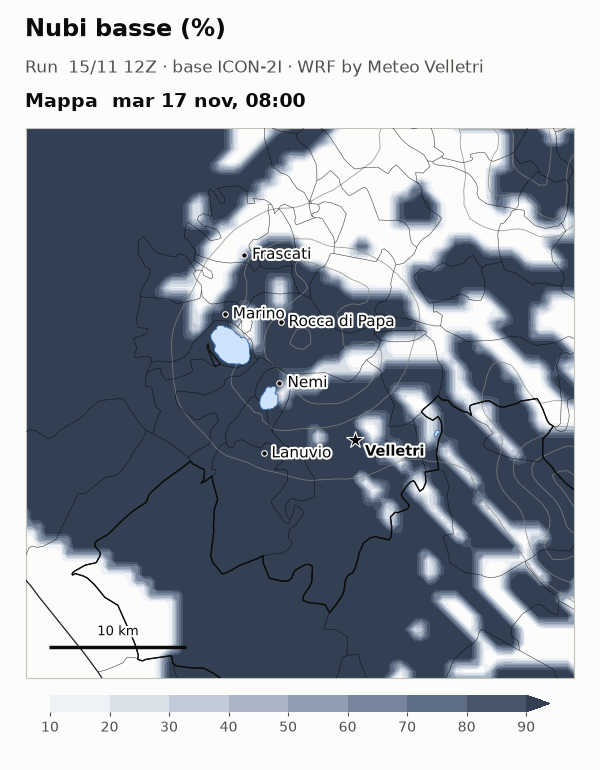 Nubi basse (%)
Run  15/11 12Z · base ICON-2I · WRF by Meteo Velletri
Mappa  mar 17 nov, 08:00
Frascati
Marino
Rocca di Papa
Nemi
Velletri
Lanuvio
10 km
10 20 30 40 50 60 70 80 90